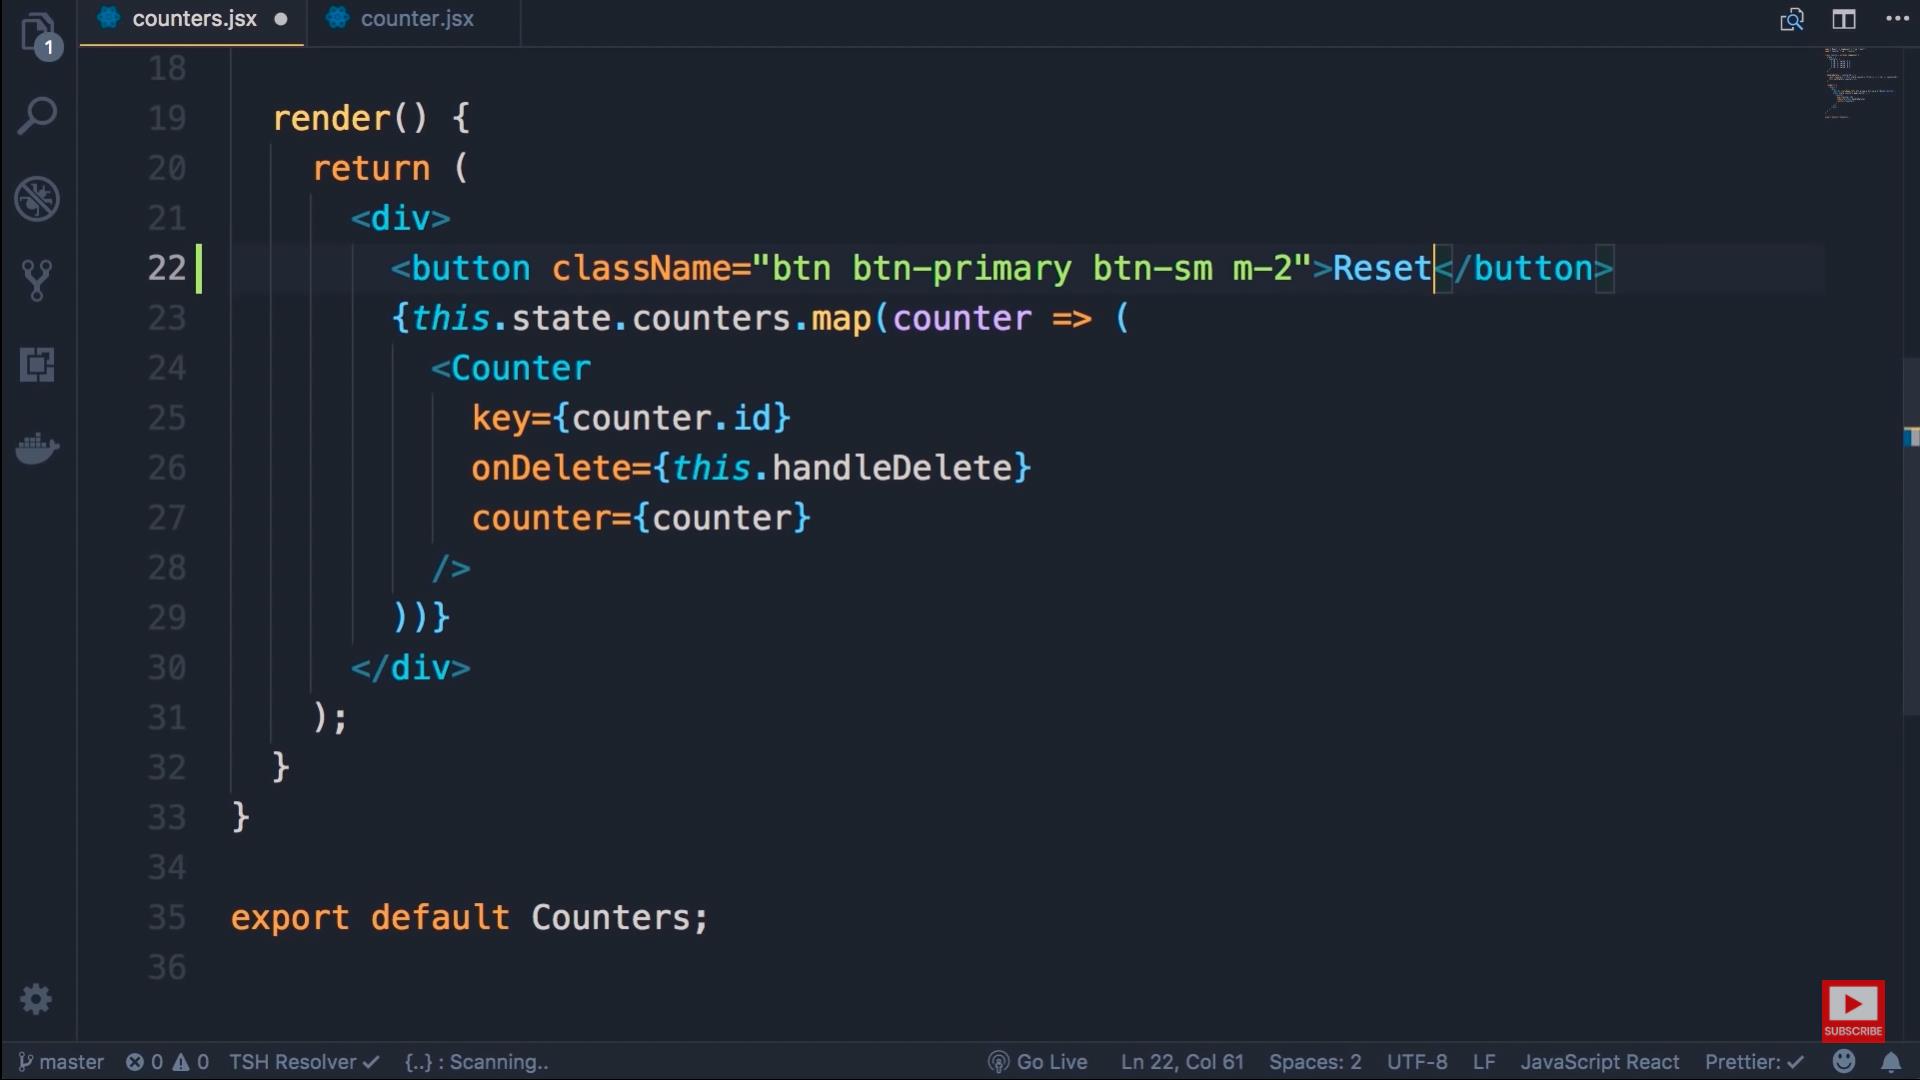 counters.jsx
counter.jsx
1
18
19 render() {
20 return (
21 <div>
22 <button className="btn btn-primary btn-sm m-2">Reset</button>
23 {this.state.counters.map(counter => (
24 <Counter
25 key={counter.id}
26 onDelete={this.handleDelete}
27 counter={counter}
28 />
29 ))}
30 </div>
31 );
32 }
33 }
34
35 export default Counters;
36
SUBSCRIBE
master 0 0 TSH Resolver ✓ {..} : Scanning.. Go Live Ln 22, Col 61 Spaces: 2 UTF-8 LF JavaScript React Prettier: ✓